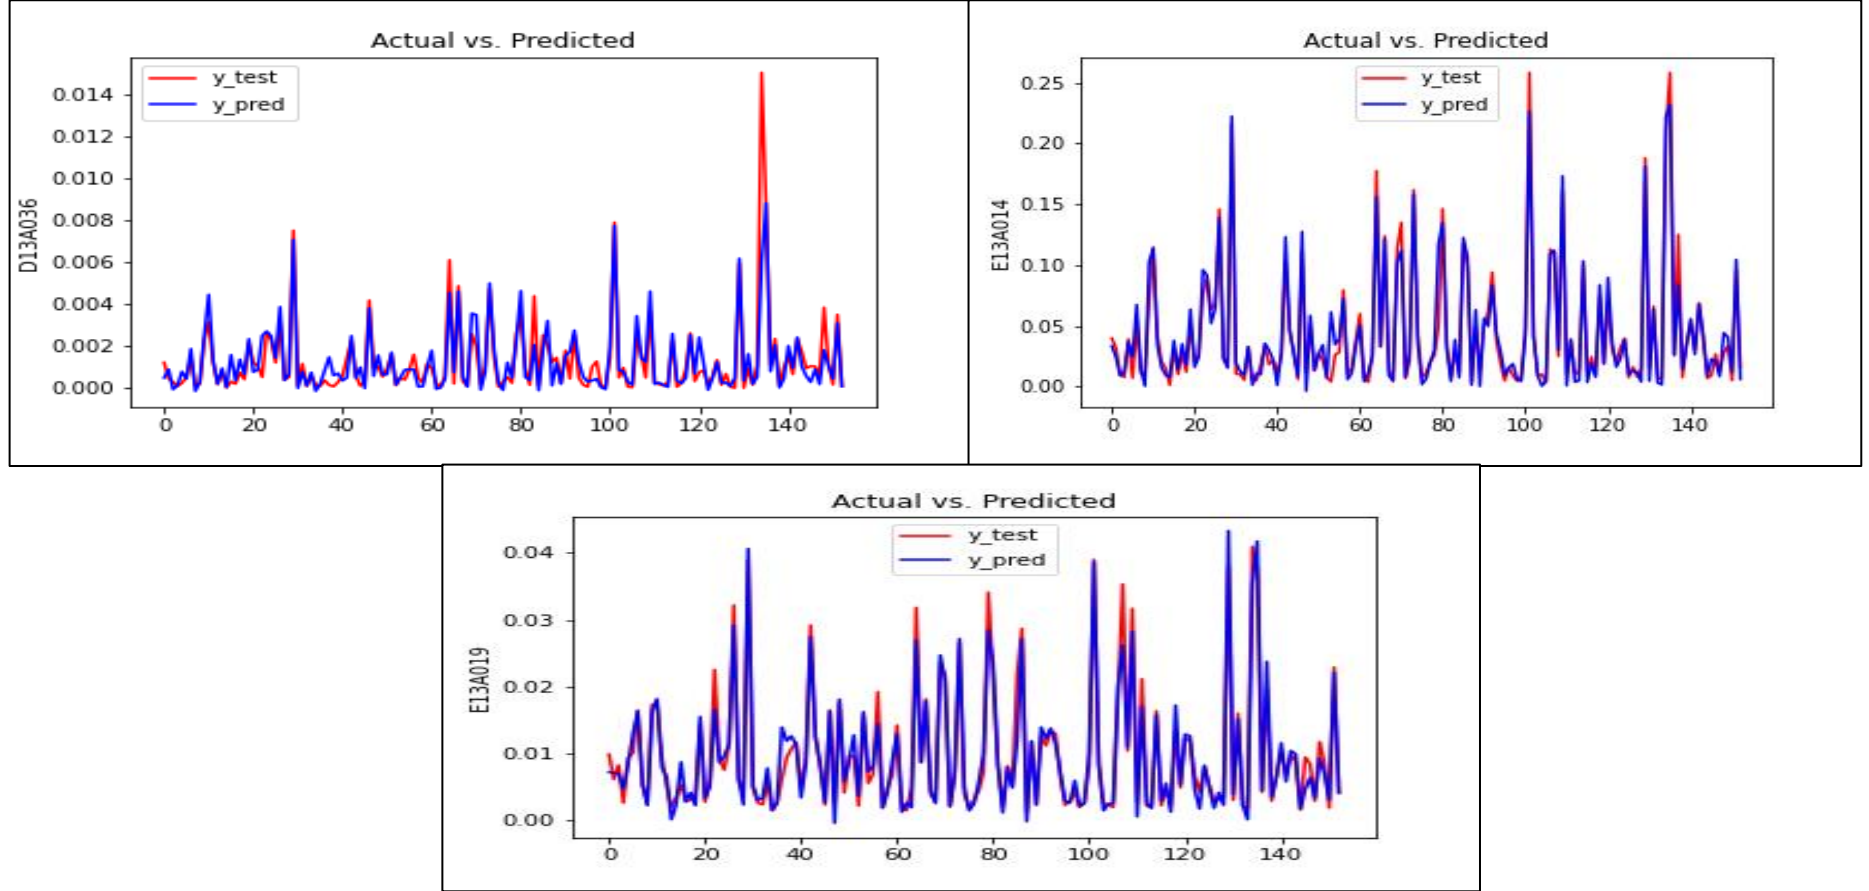 Actual vs. Predicted
y_test
y_pred
0.014
0.012
0.010
0.008
0.006
0.004
0.002
0.000
D13A036
0 20 40 60 80 100 120 140
Actual vs. Predicted
y_test
y_pred
0.25
0.20
0.15
0.10
0.05
0.00
E13A014
0 20 40 60 80 100 120 140
Actual vs. Predicted
y_test
y_pred
0.04
0.03
0.02
0.01
0.00
E13A019
0 20 40 60 80 100 120 140